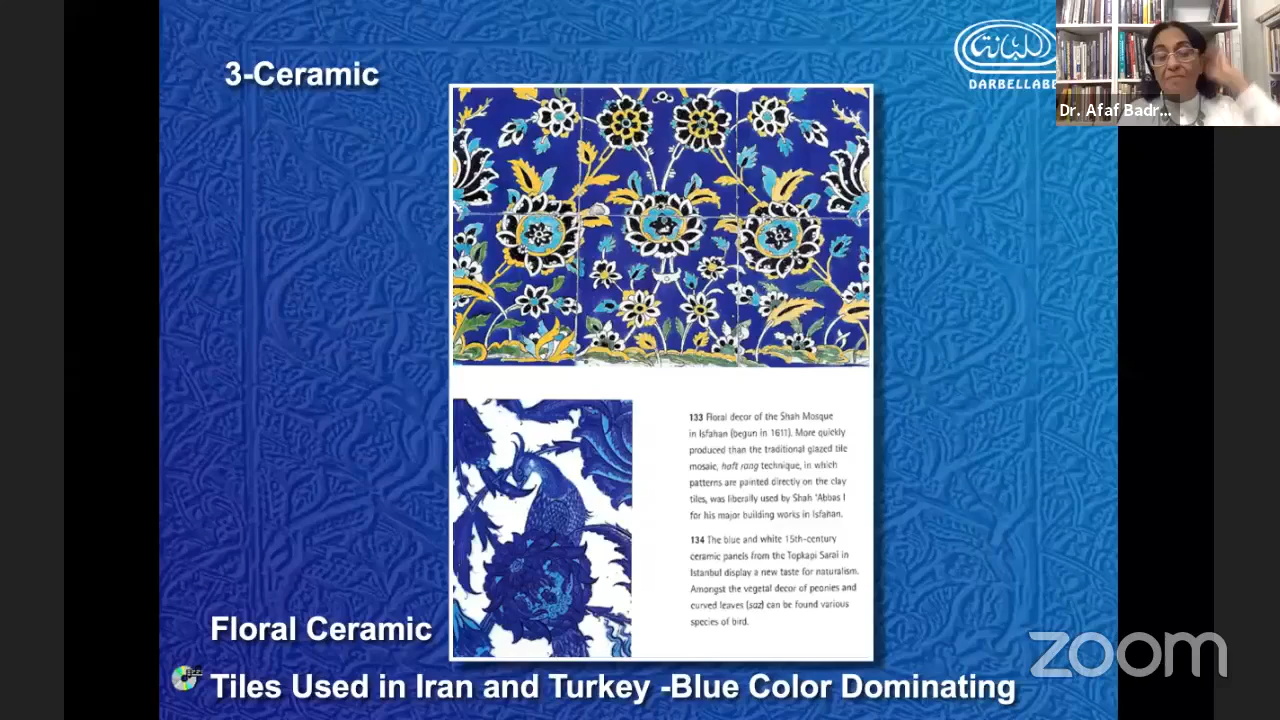 3-Ceramic
اللبانة
DARBELLABE
Dr. Afaf Badr...
133 Floral decor of the Shah Mosque
in Isfahan (begun in 1611). More quickly
produced than the traditional glazed tile
mosaic, haft rang technique, in which
patterns are painted directly on the clay
tiles, was liberally used by Shah 'Abbas I
for his major building works in Isfahan.
134 The blue and white 15th-century
ceramic panels from the Topkapi Sarai in
Istanbul display a new taste for naturalism.
Amongst the vegetal decor of peonies and
curved leaves (saz) can be found various
species of bird.
Floral Ceramic
Tiles Used in Iran and Turkey -Blue Color Dominating
zoom